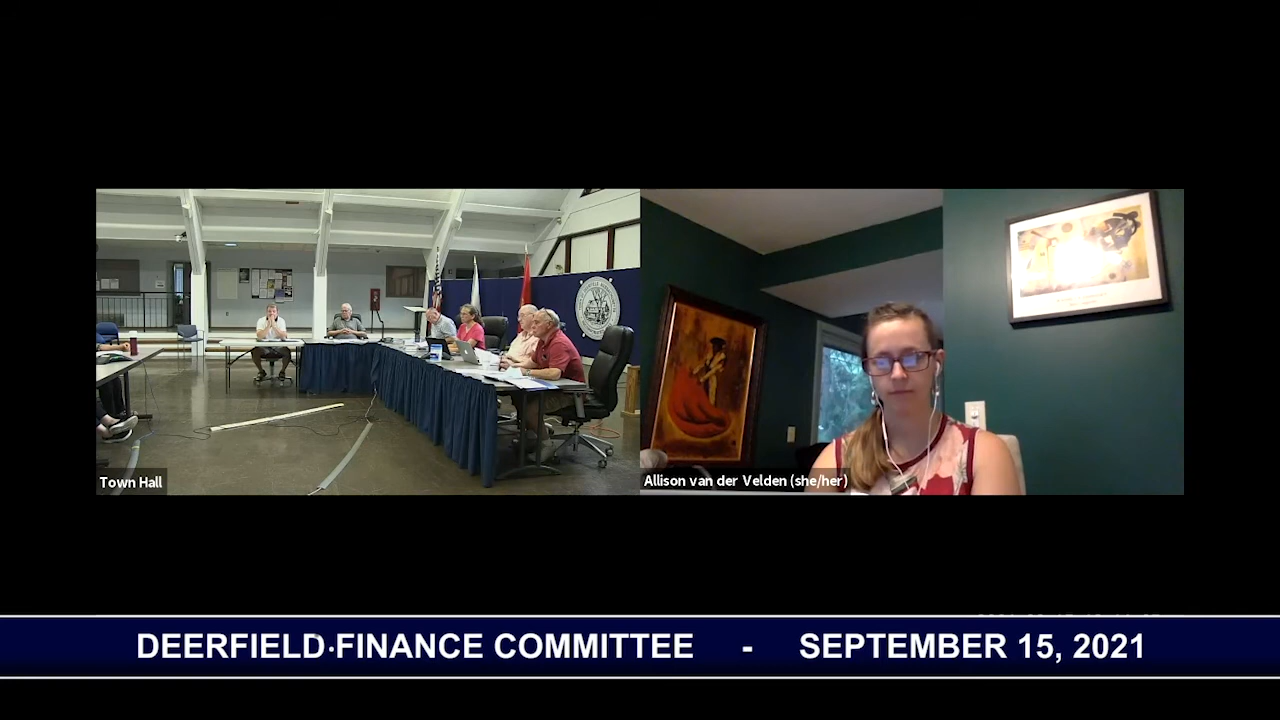 Town Hall
Allison van der Velden (she/her)
DEERFIELD·FINANCE COMMITTEE - SEPTEMBER 15, 2021